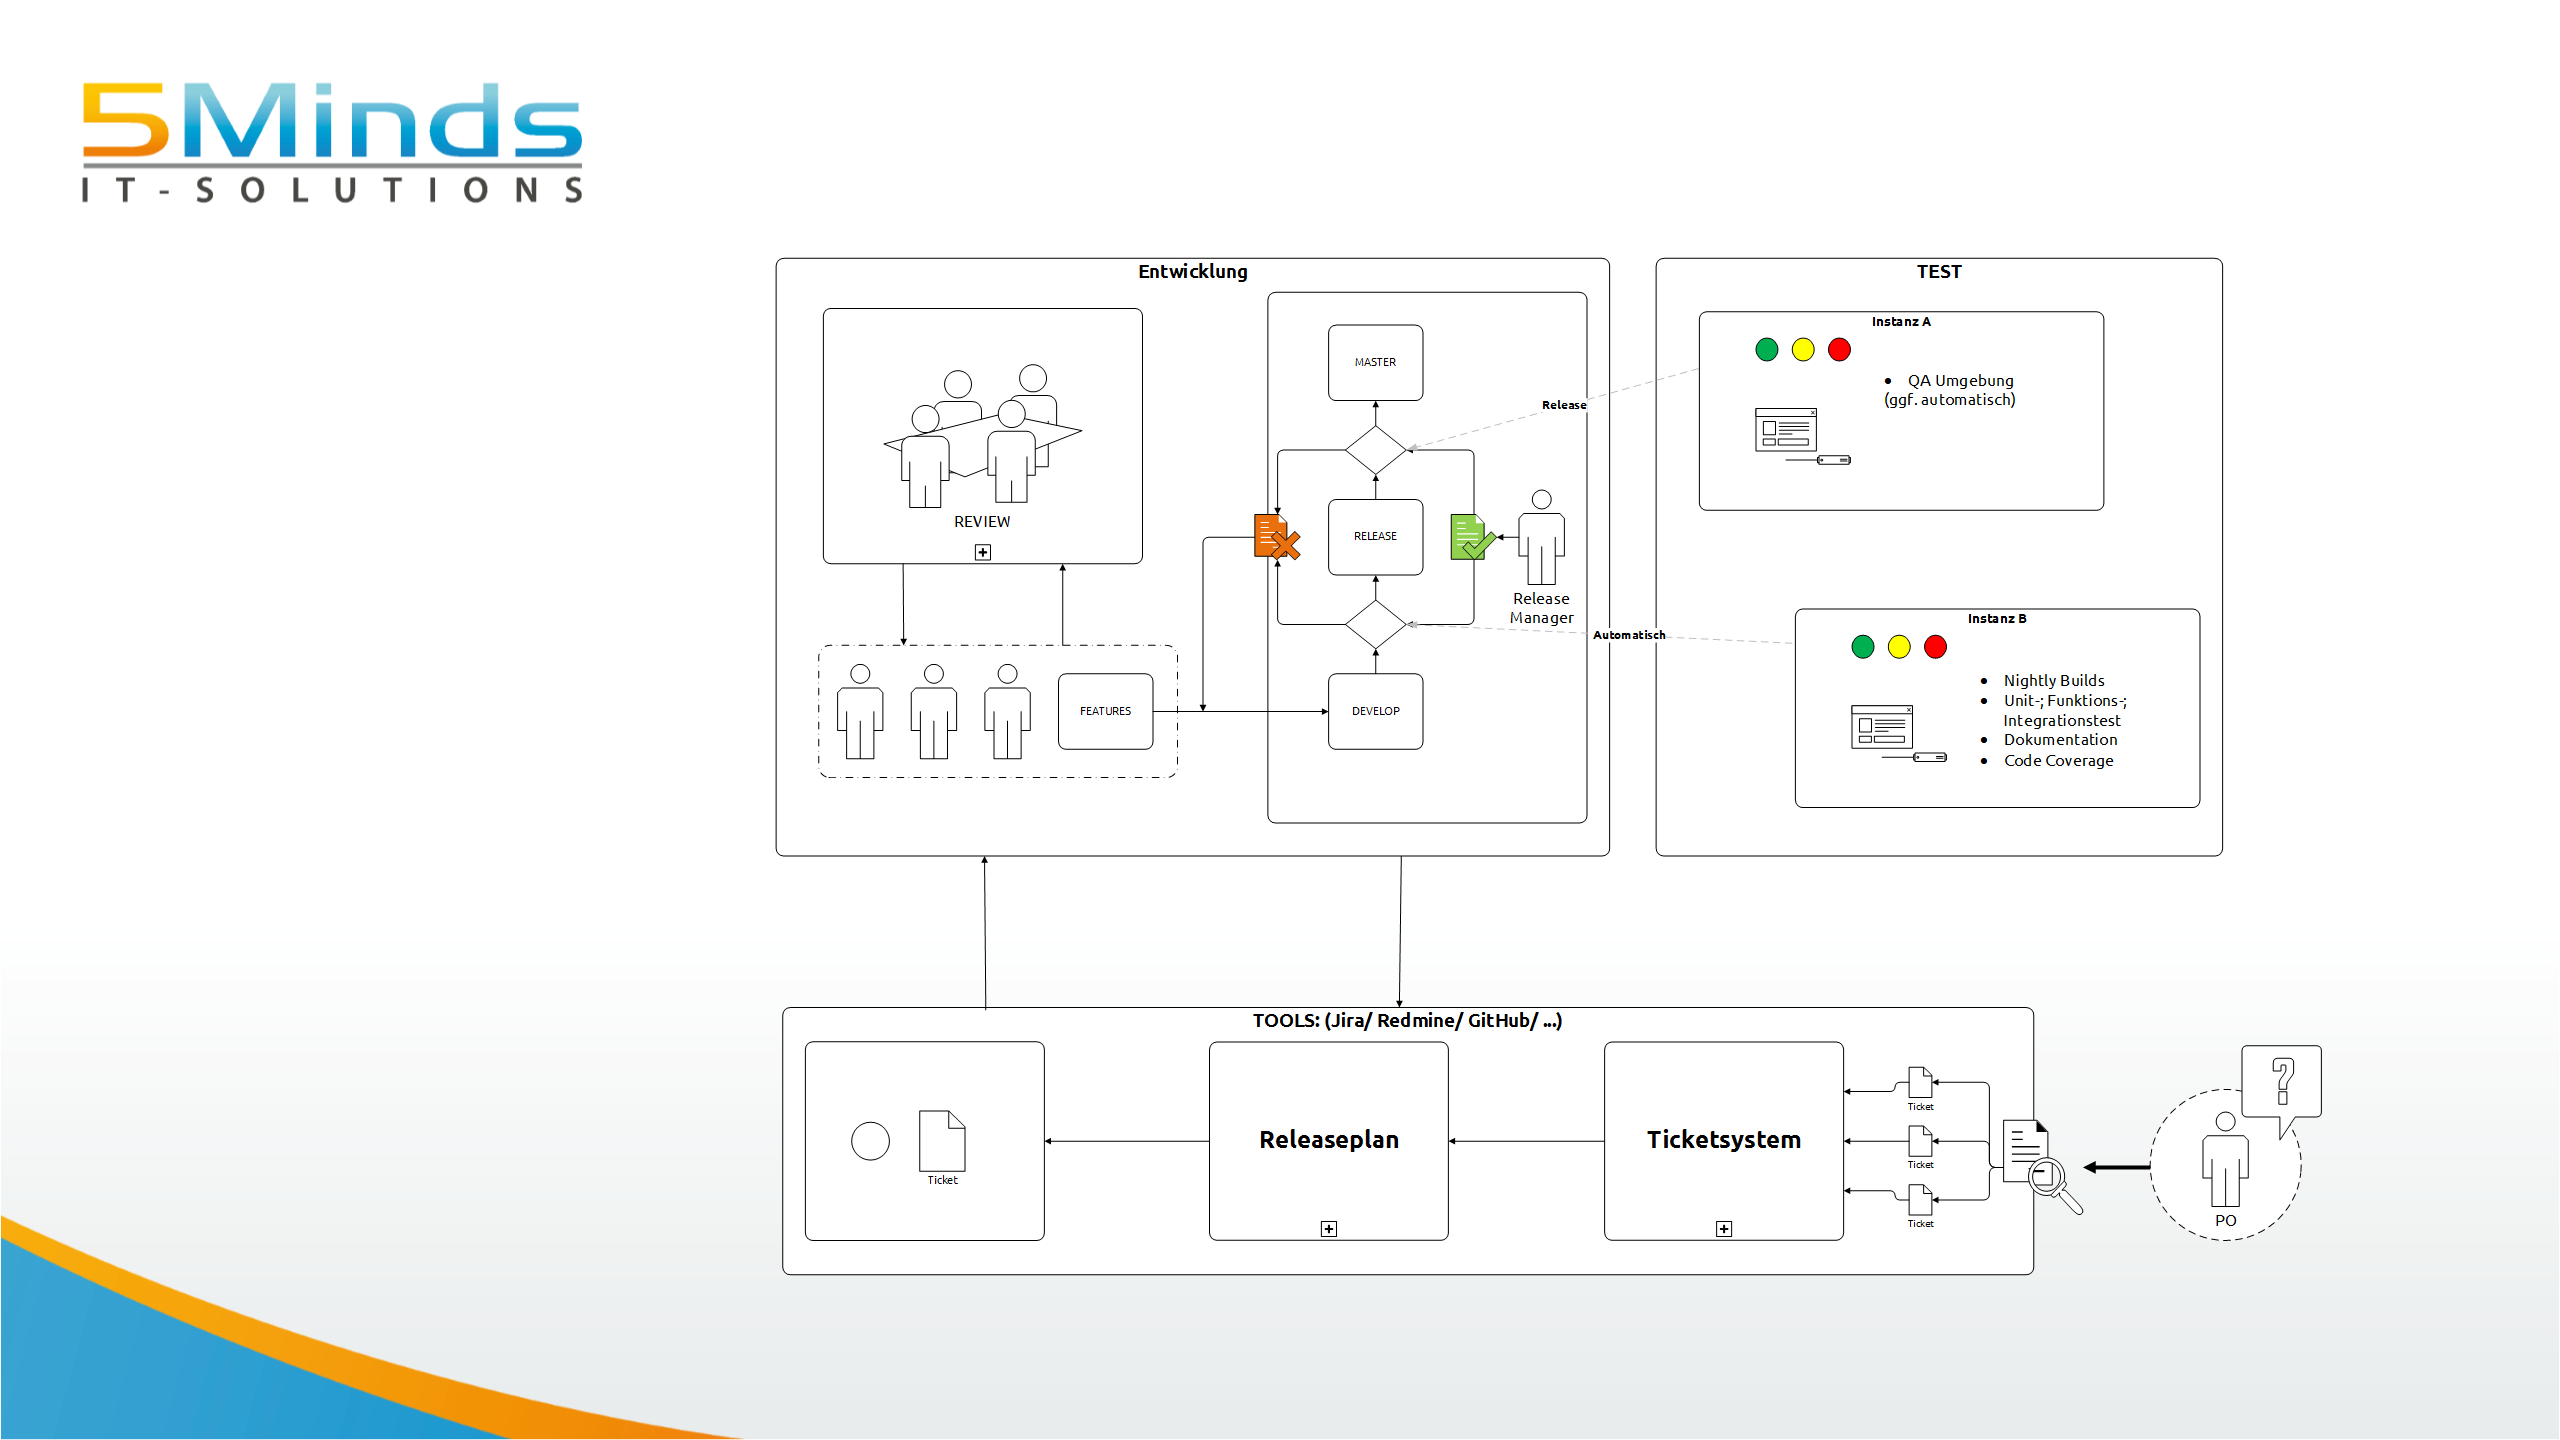 5Minds
IT-SOLUTIONS
Entwicklung
REVIEW
FEATURES
MASTER
RELEASE
DEVELOP
Release
Manager
Release
Automatisch
TEST
Instanz A
• QA Umgebung
(ggf. automatisch)
Instanz B
• Nightly Builds
• Unit-; Funktions-;
Integrationstest
• Dokumentation
• Code Coverage
TOOLS: (Jira/ Redmine/ GitHub/ ...)
Ticket
Releaseplan
Ticketsystem
Ticket
Ticket
Ticket
?
PO